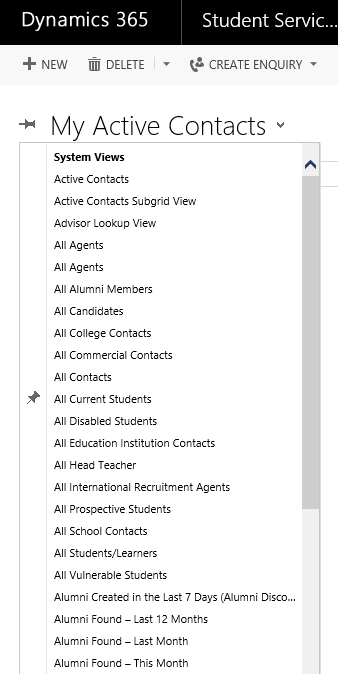 Dynamics 365
Student Servic...
NEW DELETE CREATE ENQUIRY
My Active Contacts
System Views
Active Contacts
Active Contacts Subgrid View
Advisor Lookup View
All Agents
All Agents
All Alumni Members
All Candidates
All College Contacts
All Commercial Contacts
All Contacts
All Current Students
All Disabled Students
All Education Institution Contacts
All Head Teacher
All International Recruitment Agents
All Prospective Students
All School Contacts
All Students/Learners
All Vulnerable Students
Alumni Created in the Last 7 Days (Alumni Disco...
Alumni Found – Last 12 Months
Alumni Found – Last Month
Alumni Found – This Month